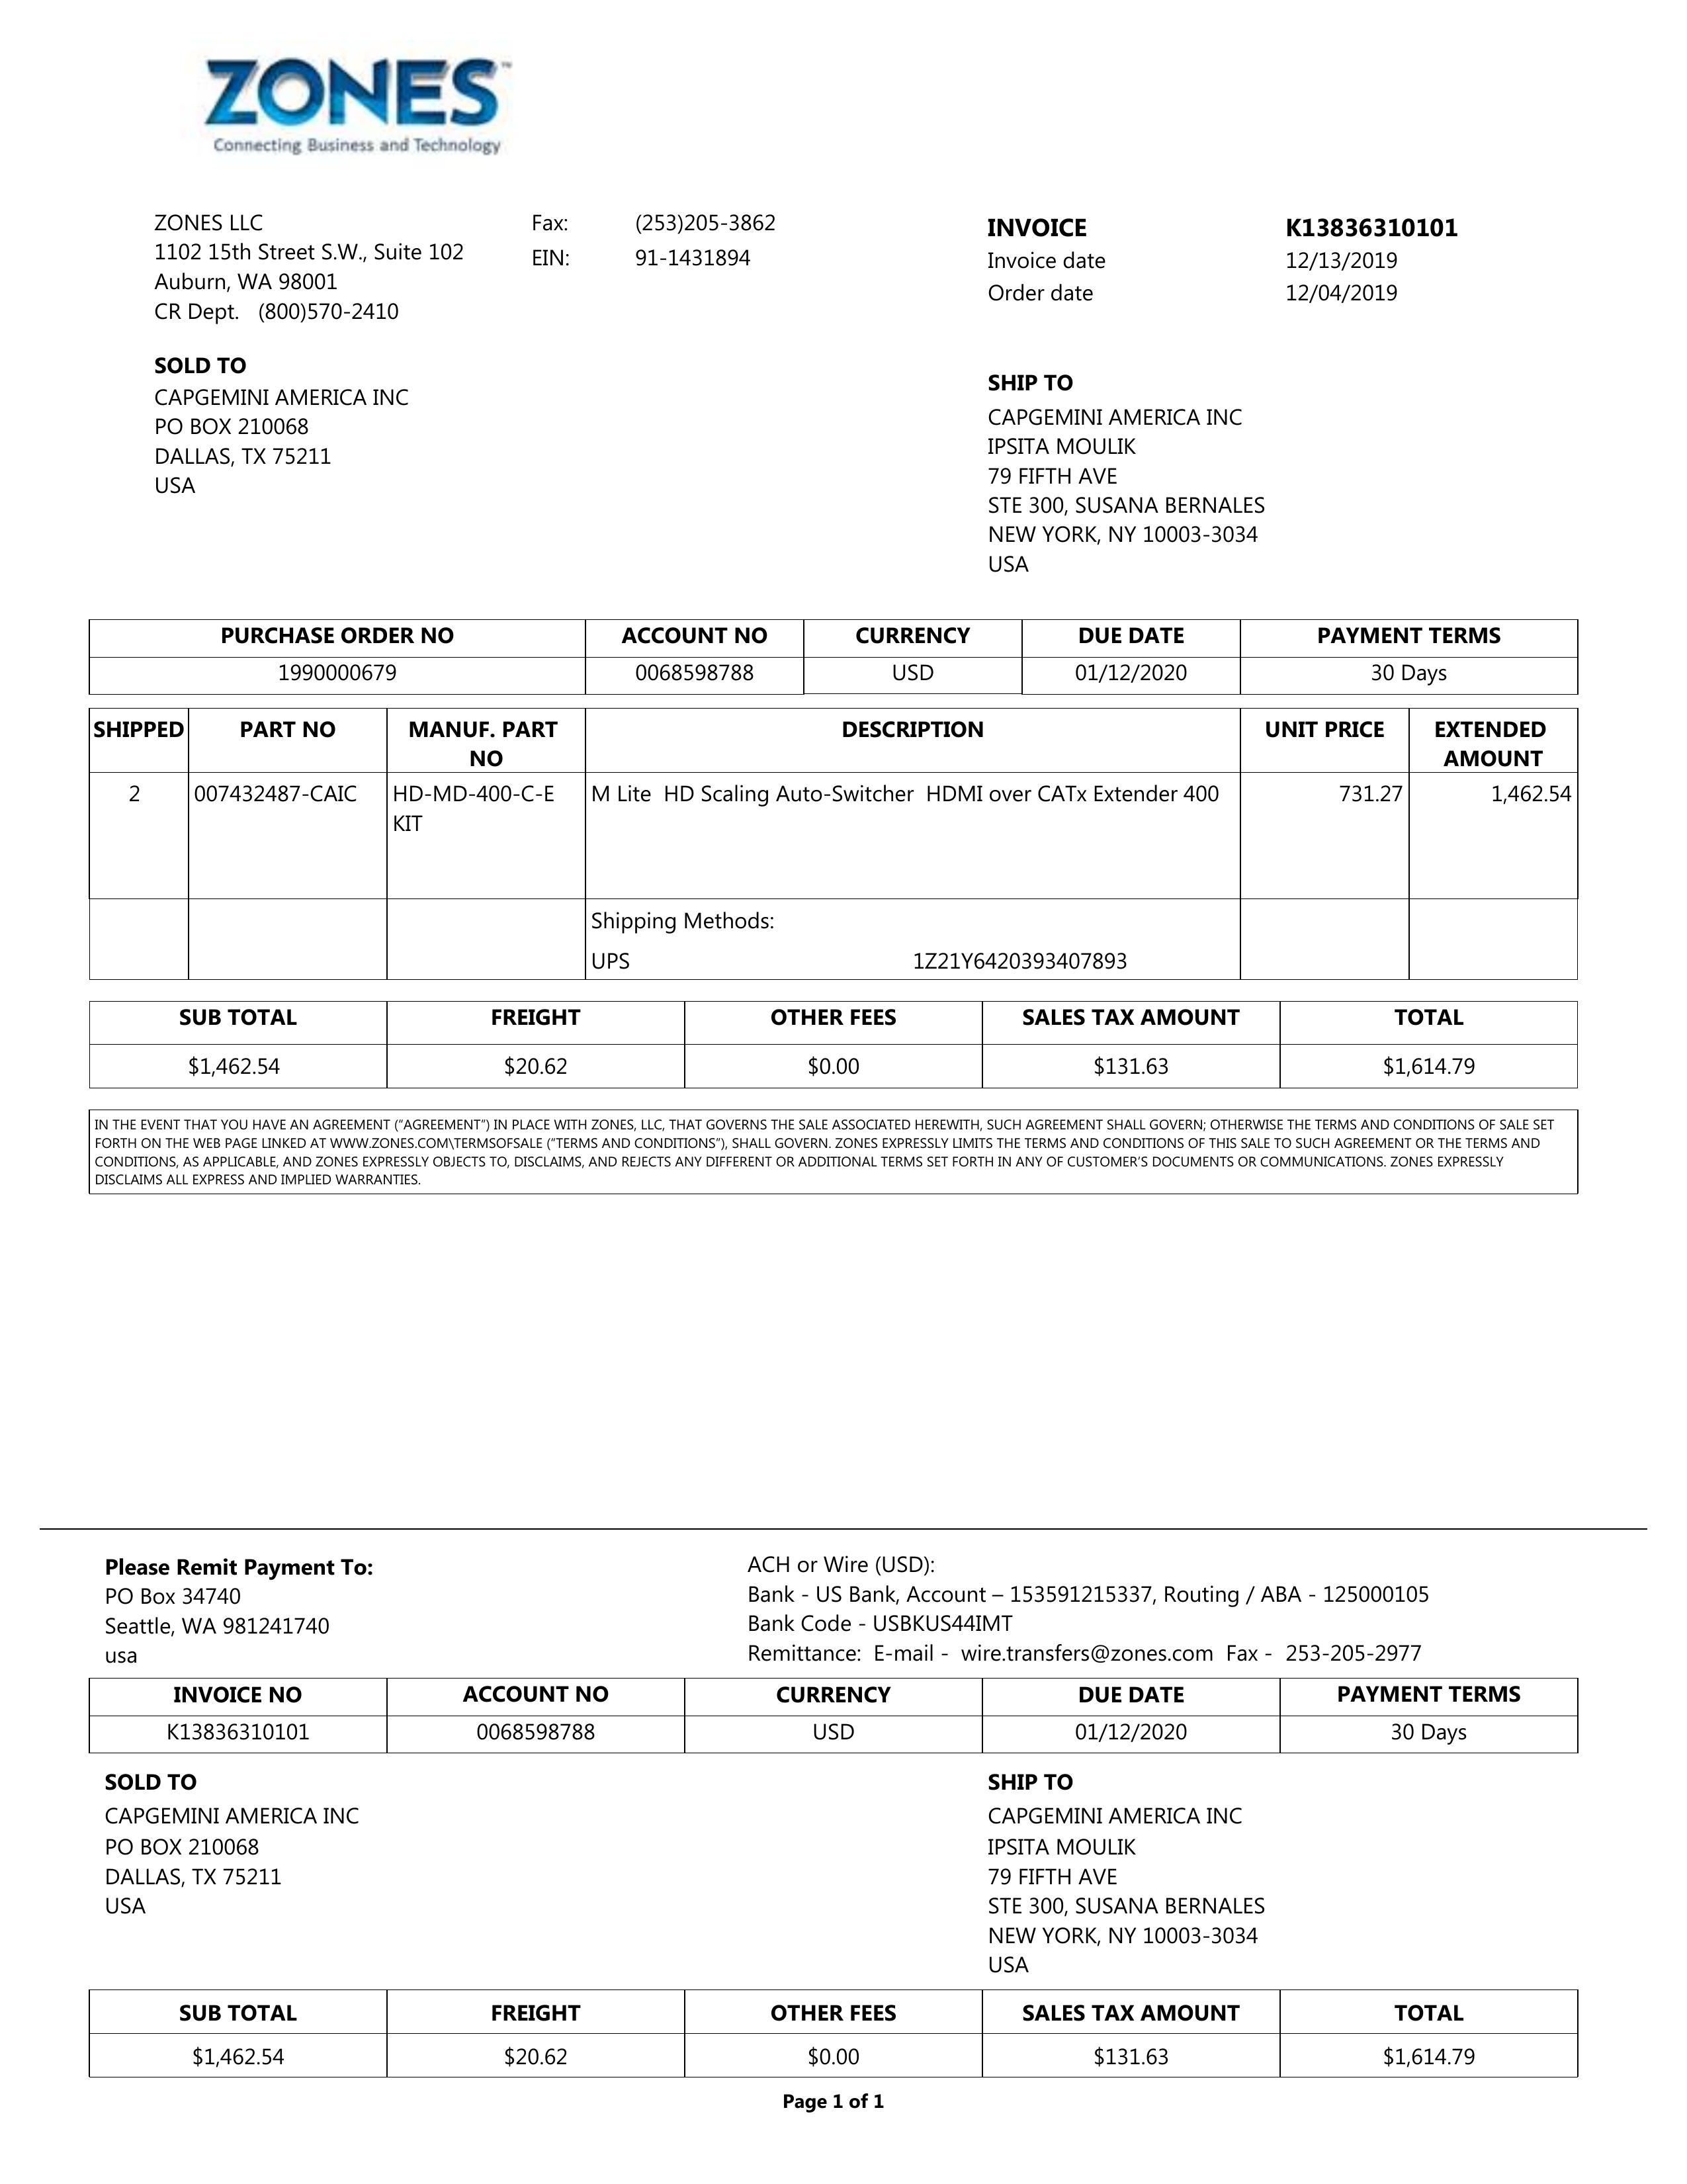 ZONES™
Connecting Business and Technology
ZONES LLC
1102 15th Street S.W., Suite 102
Auburn, WA 98001
CR Dept. (800)570-2410
Fax: (253)205-3862
EIN: 91-1431894
INVOICE K13836310101
Invoice date 12/13/2019
Order date 12/04/2019
SOLD TO
CAPGEMINI AMERICA INC
PO BOX 210068
DALLAS, TX 75211
USA
SHIP TO
CAPGEMINI AMERICA INC
IPSITA MOULIK
79 FIFTH AVE
STE 300, SUSANA BERNALES
NEW YORK, NY 10003-3034
USA
PURCHASE ORDER NO ACCOUNT NO CURRENCY DUE DATE PAYMENT TERMS
1990000679 0068598788 USD 01/12/2020 30 Days
SHIPPED PART NO MANUF. PART NO DESCRIPTION UNIT PRICE EXTENDED AMOUNT
2 007432487-CAIC HD-MD-400-C-E KIT M Lite HD Scaling Auto-Switcher HDMI over CATx Extender 400 731.27 1,462.54
Shipping Methods:
UPS 1Z21Y6420393407893
SUB TOTAL FREIGHT OTHER FEES SALES TAX AMOUNT TOTAL
$1,462.54 $20.62 $0.00 $131.63 $1,614.79
IN THE EVENT THAT YOU HAVE AN AGREEMENT (“AGREEMENT”) IN PLACE WITH ZONES, LLC, THAT GOVERNS THE SALE ASSOCIATED HEREWITH, SUCH AGREEMENT SHALL GOVERN; OTHERWISE THE TERMS AND CONDITIONS OF SALE SET
FORTH ON THE WEB PAGE LINKED AT WWW.ZONES.COM\TERMSOFSALE (“TERMS AND CONDITIONS”), SHALL GOVERN. ZONES EXPRESSLY LIMITS THE TERMS AND CONDITIONS OF THIS SALE TO SUCH AGREEMENT OR THE TERMS AND
CONDITIONS, AS APPLICABLE, AND ZONES EXPRESSLY OBJECTS TO, DISCLAIMS, AND REJECTS ANY DIFFERENT OR ADDITIONAL TERMS SET FORTH IN ANY OF CUSTOMER’S DOCUMENTS OR COMMUNICATIONS. ZONES EXPRESSLY
DISCLAIMS ALL EXPRESS AND IMPLIED WARRANTIES.
Please Remit Payment To:
PO Box 34740
Seattle, WA 981241740
usa
ACH or Wire (USD):
Bank - US Bank, Account – 153591215337, Routing / ABA - 125000105
Bank Code - USBKUS44IMT
Remittance: E-mail - wire.transfers@zones.com Fax - 253-205-2977
INVOICE NO ACCOUNT NO CURRENCY DUE DATE PAYMENT TERMS
K13836310101 0068598788 USD 01/12/2020 30 Days
SOLD TO
CAPGEMINI AMERICA INC
PO BOX 210068
DALLAS, TX 75211
USA
SHIP TO
CAPGEMINI AMERICA INC
IPSITA MOULIK
79 FIFTH AVE
STE 300, SUSANA BERNALES
NEW YORK, NY 10003-3034
USA
SUB TOTAL FREIGHT OTHER FEES SALES TAX AMOUNT TOTAL
$1,462.54 $20.62 $0.00 $131.63 $1,614.79
Page 1 of 1